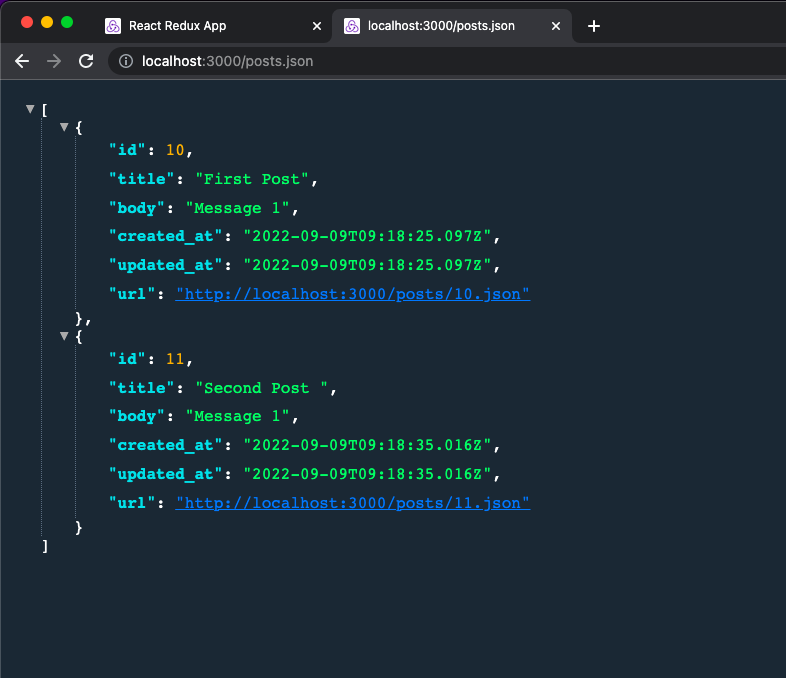 React Redux App
localhost:3000/posts.json
localhost:3000/posts.json
[
{
"id": 10,
"title": "First Post",
"body": "Message 1",
"created_at": "2022-09-09T09:18:25.097Z",
"updated_at": "2022-09-09T09:18:25.097Z",
"url": "http://localhost:3000/posts/10.json"
},
{
"id": 11,
"title": "Second Post ",
"body": "Message 1",
"created_at": "2022-09-09T09:18:35.016Z",
"updated_at": "2022-09-09T09:18:35.016Z",
"url": "http://localhost:3000/posts/11.json"
}
]